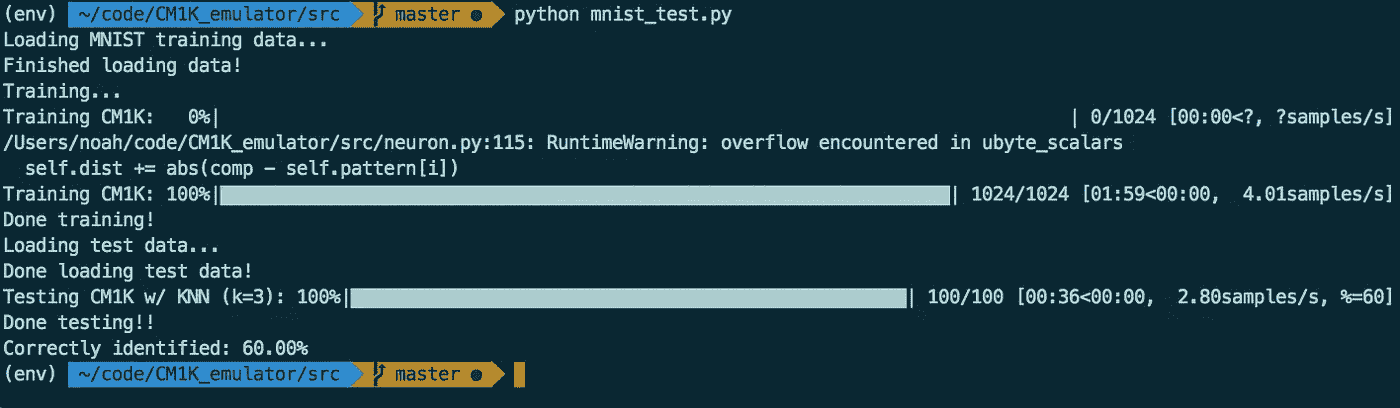 (env) ~/code/CM1K_emulator/src master ● python mnist_test.py
Loading MNIST training data...
Finished loading data!
Training...
Training CM1K:   0%| | 0/1024 [00:00<?, ?samples/s]
/Users/noah/code/CM1K_emulator/src/neuron.py:115: RuntimeWarning: overflow encountered in ubyte_scalars
  self.dist += abs(comp - self.pattern[i])
Training CM1K: 100%| | 1024/1024 [01:59<00:00,  4.01samples/s]
Done training!
Loading test data...
Done loading test data!
Testing CM1K w/ KNN (k=3): 100%| | 100/100 [00:36<00:00,  2.80samples/s, %=60]
Done testing!!
Correctly identified: 60.00%
(env) ~/code/CM1K_emulator/src master ●